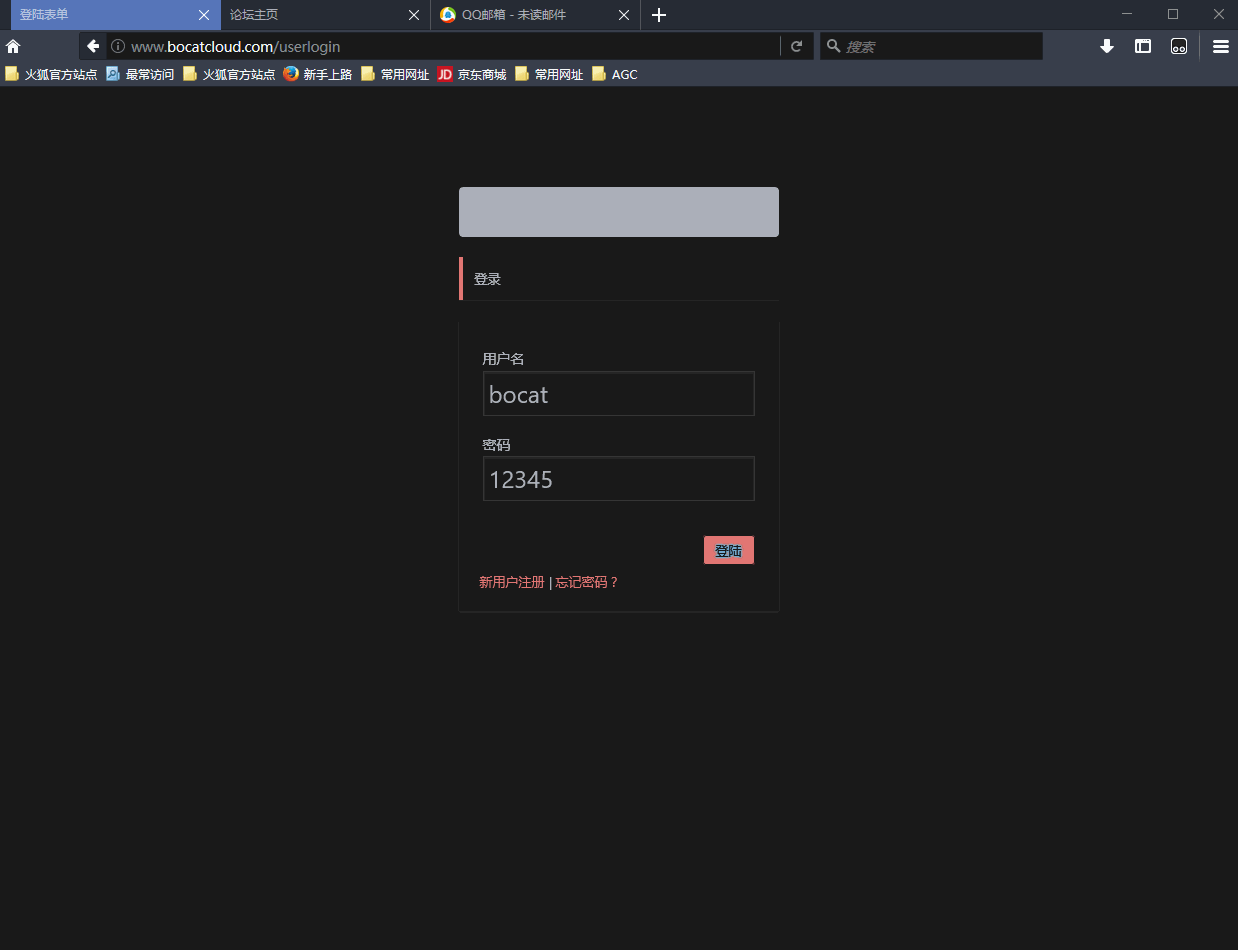 登陆表单
论坛主页
QQ邮箱 - 未读邮件
www.bocatcloud.com/userlogin
搜索
火狐官方站点
最常访问
火狐官方站点
新手上路
常用网址
JD
京东商城
常用网址
AGC
登录
用户名
bocat
密码
12345
登陆
新用户注册 | 忘记密码？